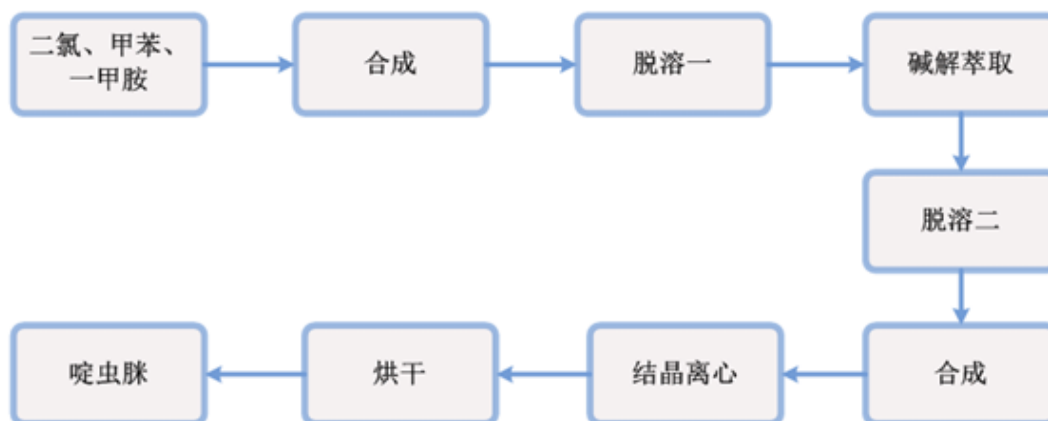 二氯、甲苯、
一甲胺
合成
脱溶一
碱解萃取
脱溶二
合成
结晶离心
烘干
啶虫脒